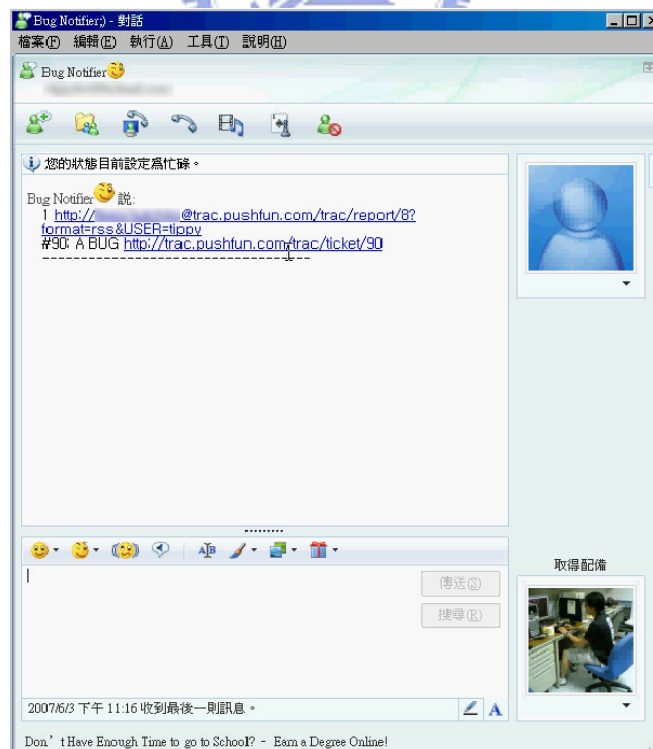 Bug Notifier;) - 對話
檔案(F) 編輯(E) 執行(A) 工具(T) 說明(H)
Bug Notifier
您的狀態目前設定為忙碌。
Bug Notifier 說:
1 http:// @trac.pushfun.com/trac/report/8?
format=rss&USER=tippy
#90: A BUG http://trac.pushfun.com/trac/ticket/90
-----------------------------------
取得配備
傳送(S)
搜尋(R)
2007/6/3 下午 11:16 收到最後一則訊息。
Don't Have Enough Time to go to School? - Earn a Degree Online!